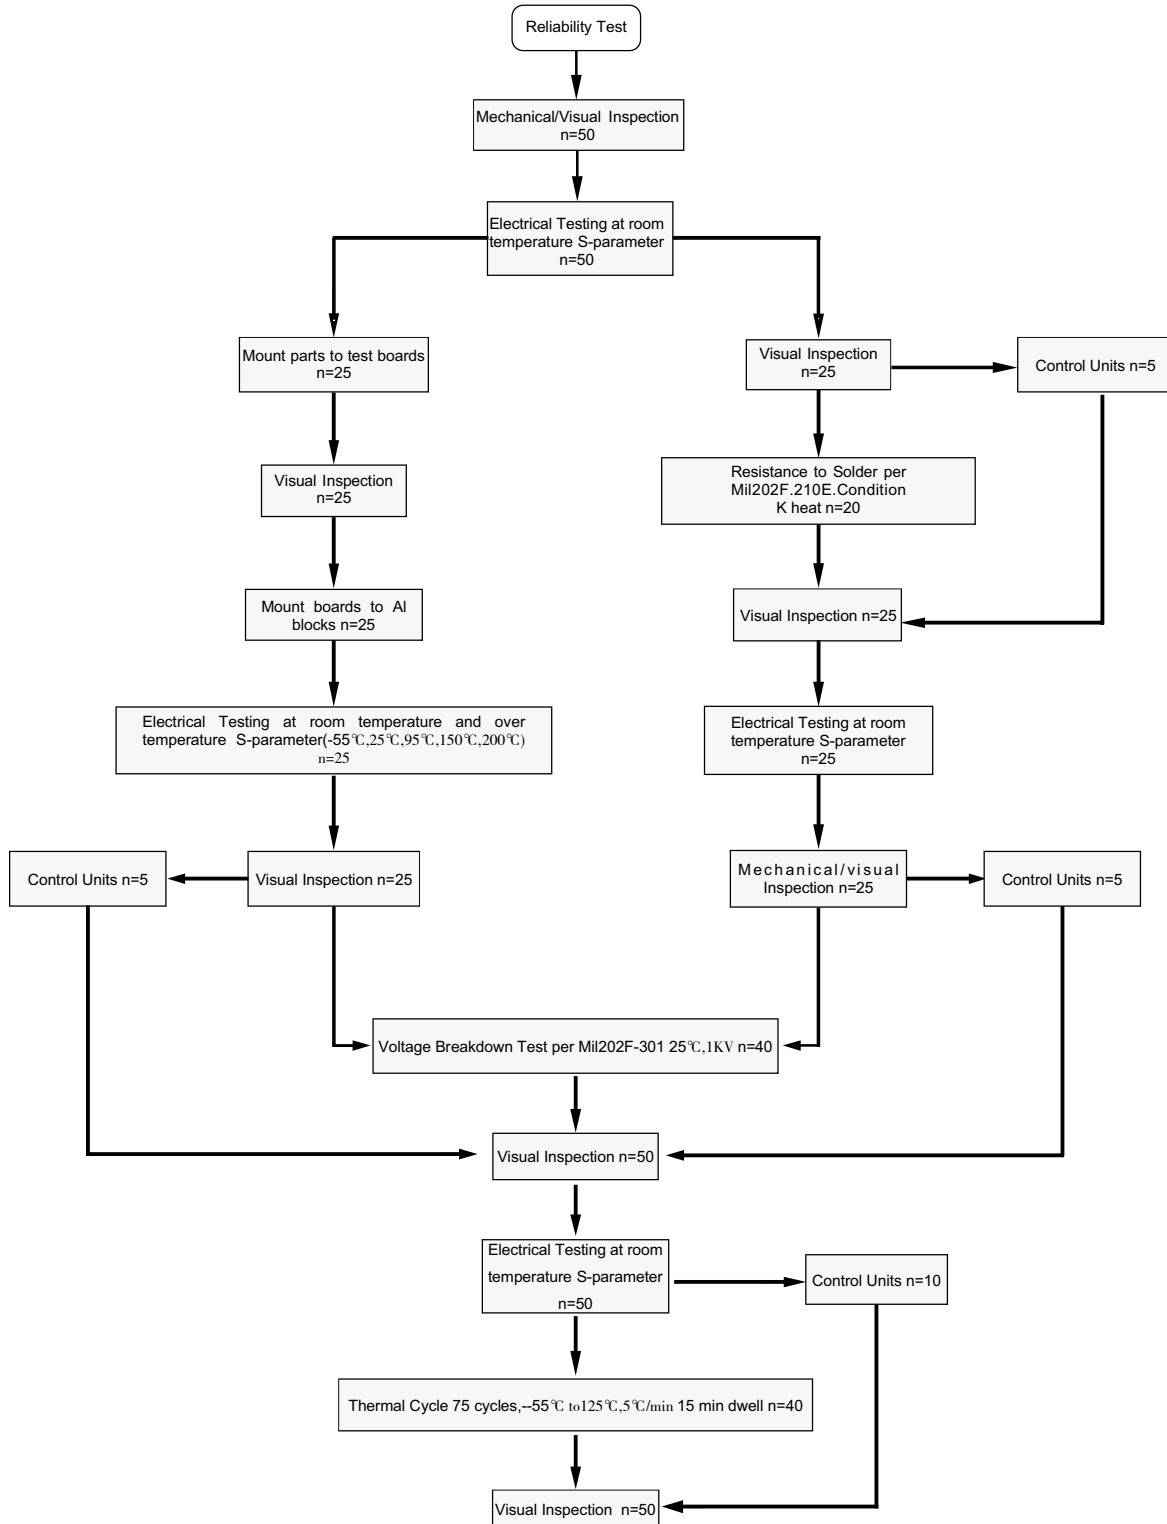 Reliability Test
Mechanical/Visual Inspection
n=50
Electrical Testing at room
temperature S-parameter
n=50
Mount parts to test boards
n=25
Visual Inspection
n=25
Control Units n=5
Visual Inspection
n=25
Resistance to Solder per
Mil202F.210E.Condition
K heat n=20
Mount boards to Al
blocks n=25
Visual Inspection n=25
Electrical Testing at room temperature and over
temperature S-parameter(-55℃,25℃,95℃,150℃,200℃)
n=25
Electrical Testing at room
temperature S-parameter
n=25
Control Units n=5
Visual Inspection n=25
Mechanical/visual
Inspection n=25
Control Units n=5
Voltage Breakdown Test per Mil202F-301 25℃,1KV n=40
Visual Inspection n=50
Electrical Testing at room
temperature S-parameter
n=50
Control Units n=10
Thermal Cycle 75 cycles,--55℃ to125℃,5℃/min 15 min dwell n=40
Visual Inspection n=50